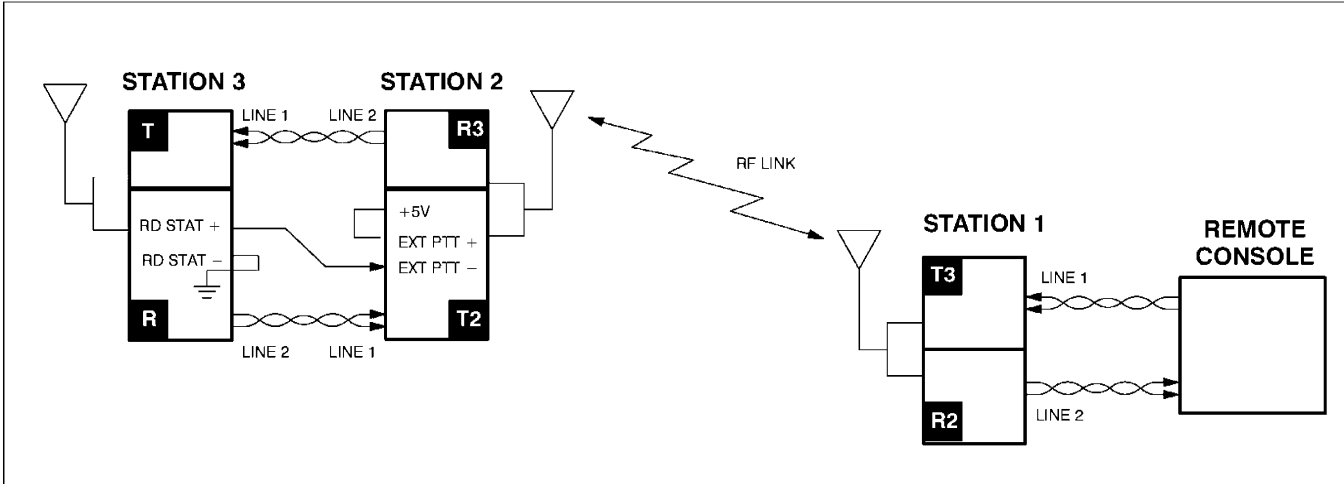 STATION 3
STATION 2
T
LINE 1
LINE 2
R3
RF LINK
RD STAT +
RD STAT −
+5V
EXT PTT +
EXT PTT −
R
LINE 2
LINE 1
T2
STATION 1
REMOTE
CONSOLE
T3
LINE 1
R2
LINE 2